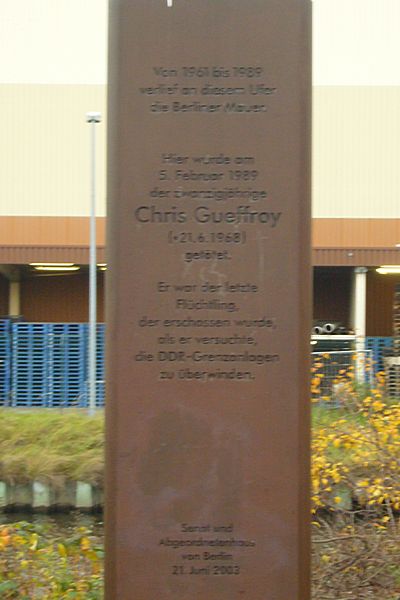 Von 1961 bis 1989
verlief an diesem Ufer
die Berliner Mauer.
Hier wurde am
5. Februar 1989
der zwanzigjährige
Chris Gueffroy
(*21.6.1968)
getötet.
Er war der letzte
Flüchtling,
der erschossen wurde,
als er versuchte,
die DDR-Grenzanlagen
zu überwinden.
Senat und
Abgeordnetenhaus
von Berlin
21. Juni 2003